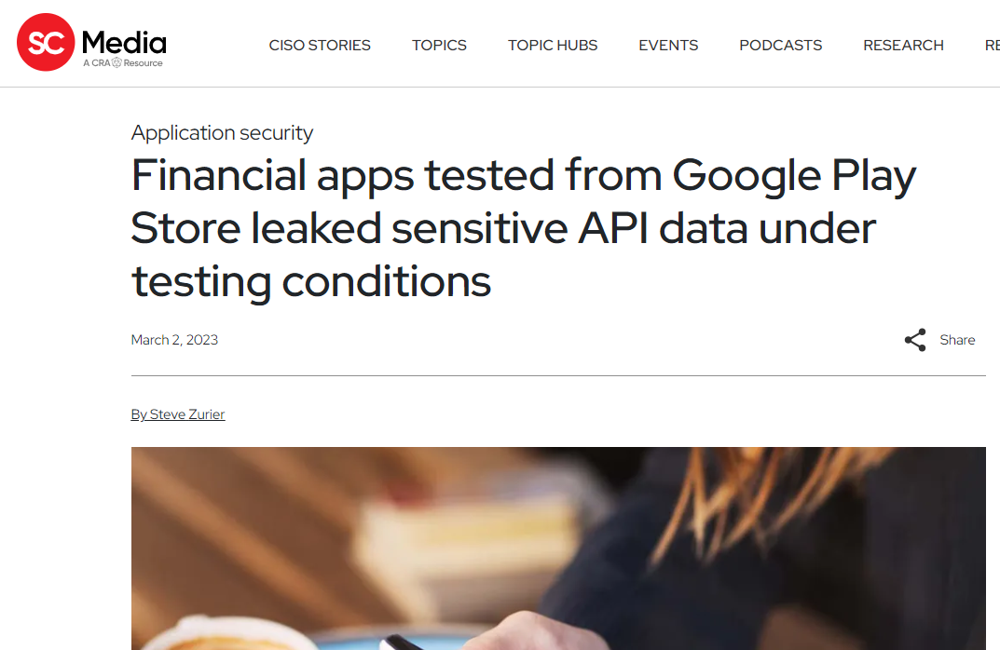 SC Media
A CRA Resource
CISO STORIES TOPICS TOPIC HUBS EVENTS PODCASTS RESEARCH RE
Application security
Financial apps tested from Google Play
Store leaked sensitive API data under
testing conditions
March 2, 2023
Share
By Steve Zurier